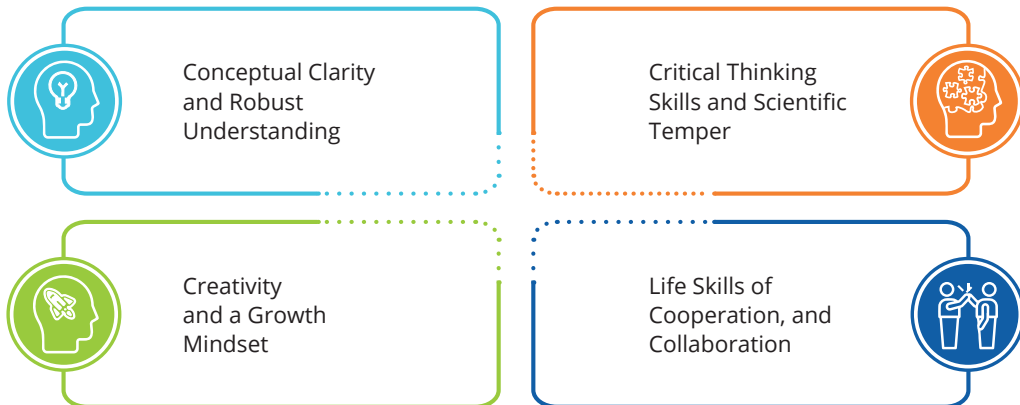 Conceptual Clarity
and Robust
Understanding
Critical Thinking
Skills and Scientific
Temper
Creativity
and a Growth
Mindset
Life Skills of
Cooperation, and
Collaboration